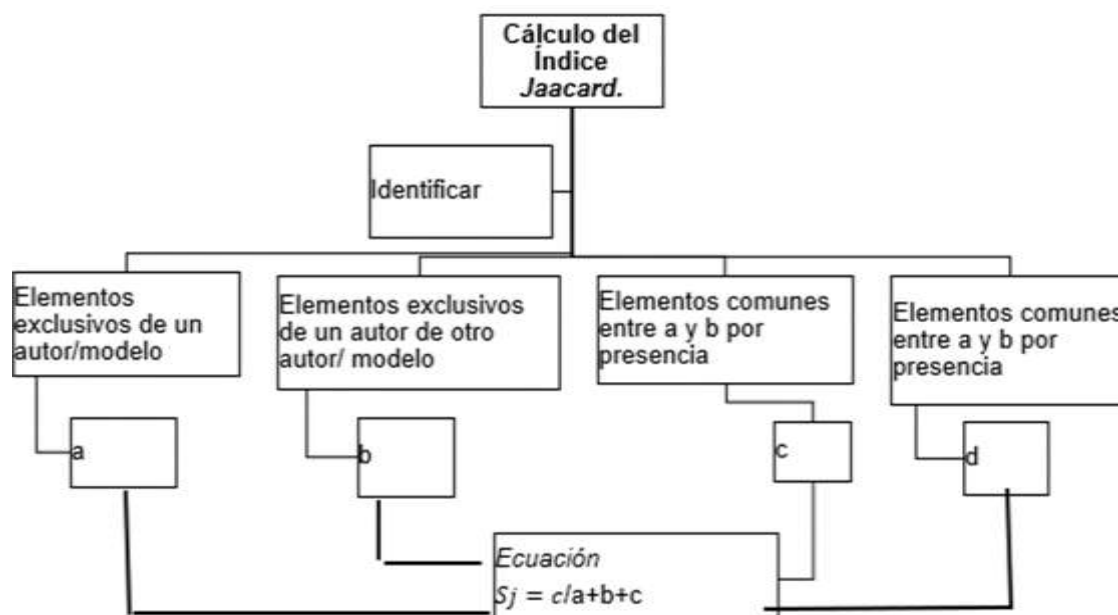 Cálculo del
Índice
Jaacard.
Identificar
Elementos
exclusivos de un
autor/modelo
Elementos exclusivos
de un autor de otro
autor/ modelo
Elementos comunes
entre a y b por
presencia
Elementos comunes
entre a y b por
presencia
a
b
c
d
Ecuación
Sj = c/a+b+c